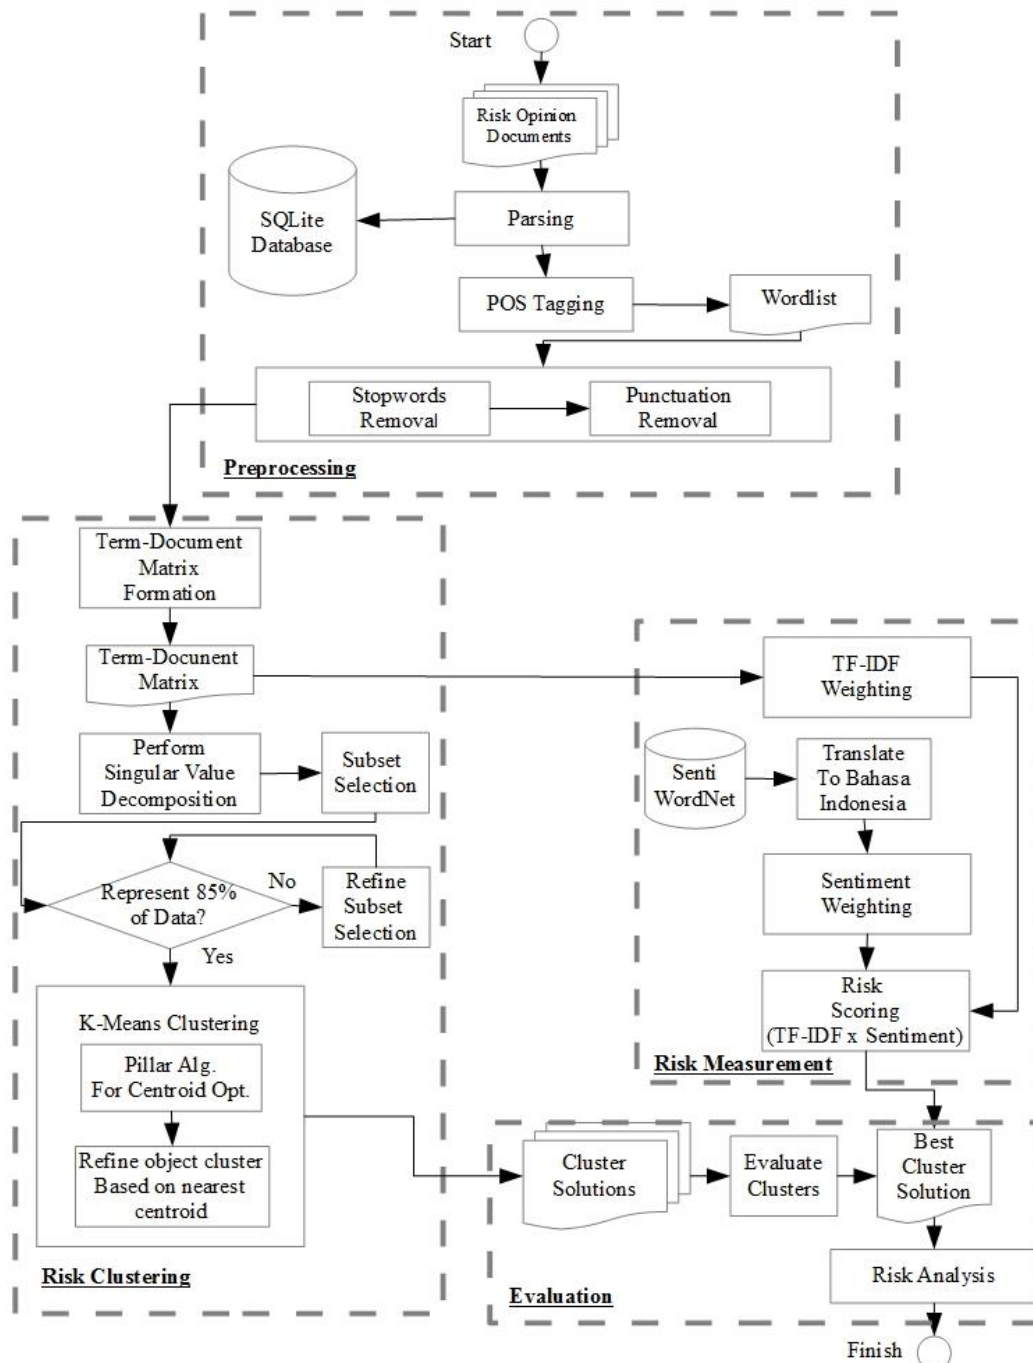 Start
Risk Opinion
Documents
SQLite
Database
Parsing
POS Tagging
Wordlist
Stopwords
Removal
Punctuation
Removal
Preprocessing
Term-Document
Matrix
Formation
Term-Document
Matrix
Perform
Singular Value
Decomposition
Subset
Selection
Represent 85%
of Data?
No
Refine
Subset
Selection
Yes
K-Means Clustering
Pillar Alg.
For Centroid Opt.
Refine object cluster
Based on nearest
centroid
Risk Clustering
TF-IDF
Weighting
Senti
WordNet
Translate
To Bahasa
Indonesia
Sentiment
Weighting
Risk
Scoring
(TF-IDF x Sentiment)
Risk Measurement
Cluster
Solutions
Evaluate
Clusters
Best
Cluster
Solution
Risk Analysis
Evaluation
Finish